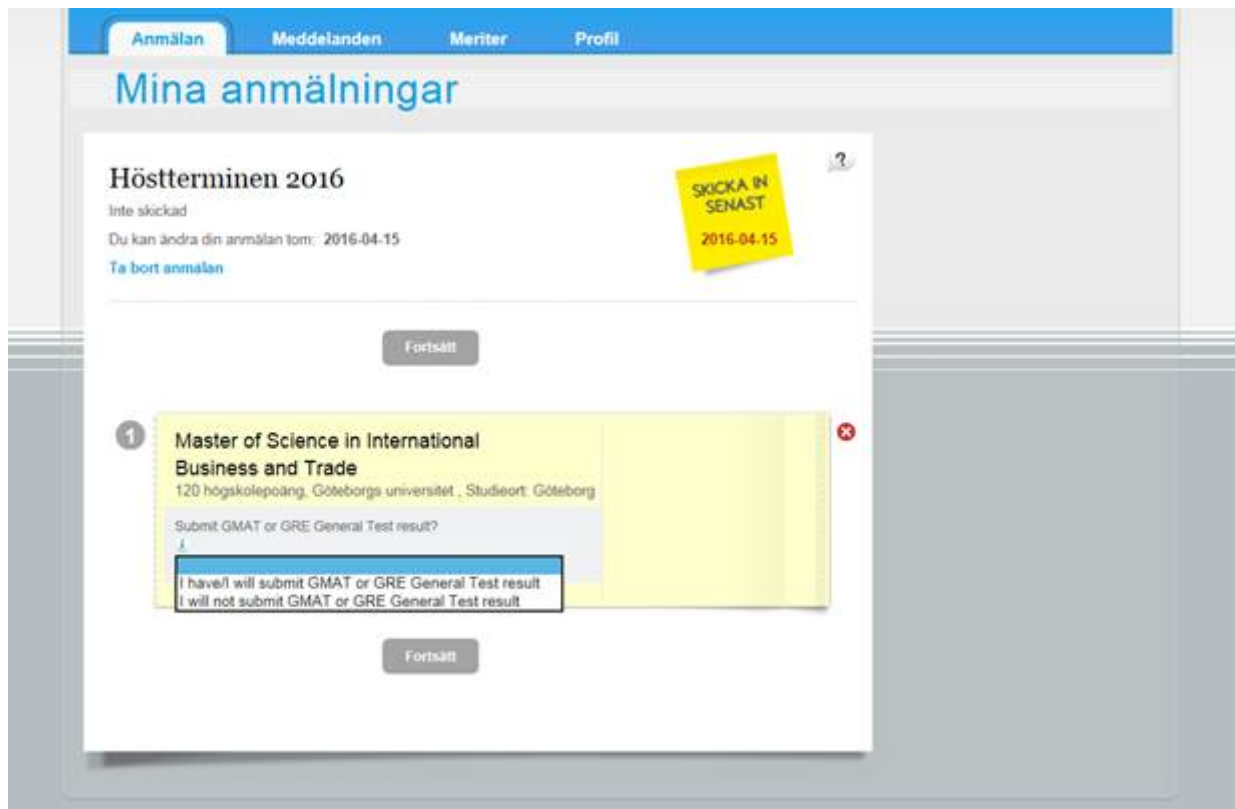 Anmälan Meddelanden Meriter Profil
Mina anmälningar
Höstterminen 2016
?
SKICKA IN
SENAST
2016-04-15
Inte skickad
Du kan ändra din anmälan tom: 2016-04-15
Ta bort anmälan
Fortsätt
1
Master of Science in International
Business and Trade
120 högskolepoäng, Göteborgs universitet , Studieort: Göteborg
Submit GMAT or GRE General Test result?
I have/I will submit GMAT or GRE General Test result
I will not submit GMAT or GRE General Test result
Fortsätt